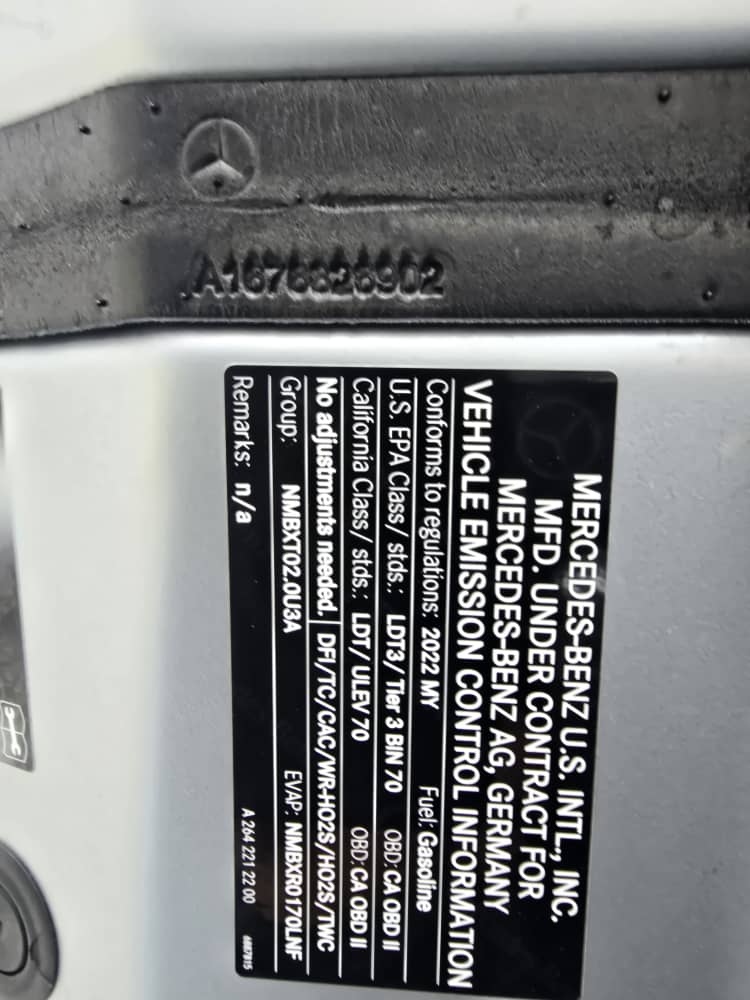 A1676826902
MERCEDES-BENZ U.S. INTL., INC.
MFD. UNDER CONTRACT FOR
MERCEDES-BENZ AG, GERMANY
VEHICLE EMISSION CONTROL INFORMATION
Conforms to regulations: 2022 MY Fuel: Gasoline
U.S. EPA Class/ stds.: LDT3/ Tier 3 BIN 70 OBD: CA OBD II
California Class/ stds.: LDT/ ULEV 70 OBD: CA OBD II
No adjustments needed. DFI/TC/CAC/WR-HO2S/HO2S/TWC
Group: NMBXT02.0U3A EVAP: NMBXR0170LNF
Remarks: n/a
A 264 221 22 00 6887815